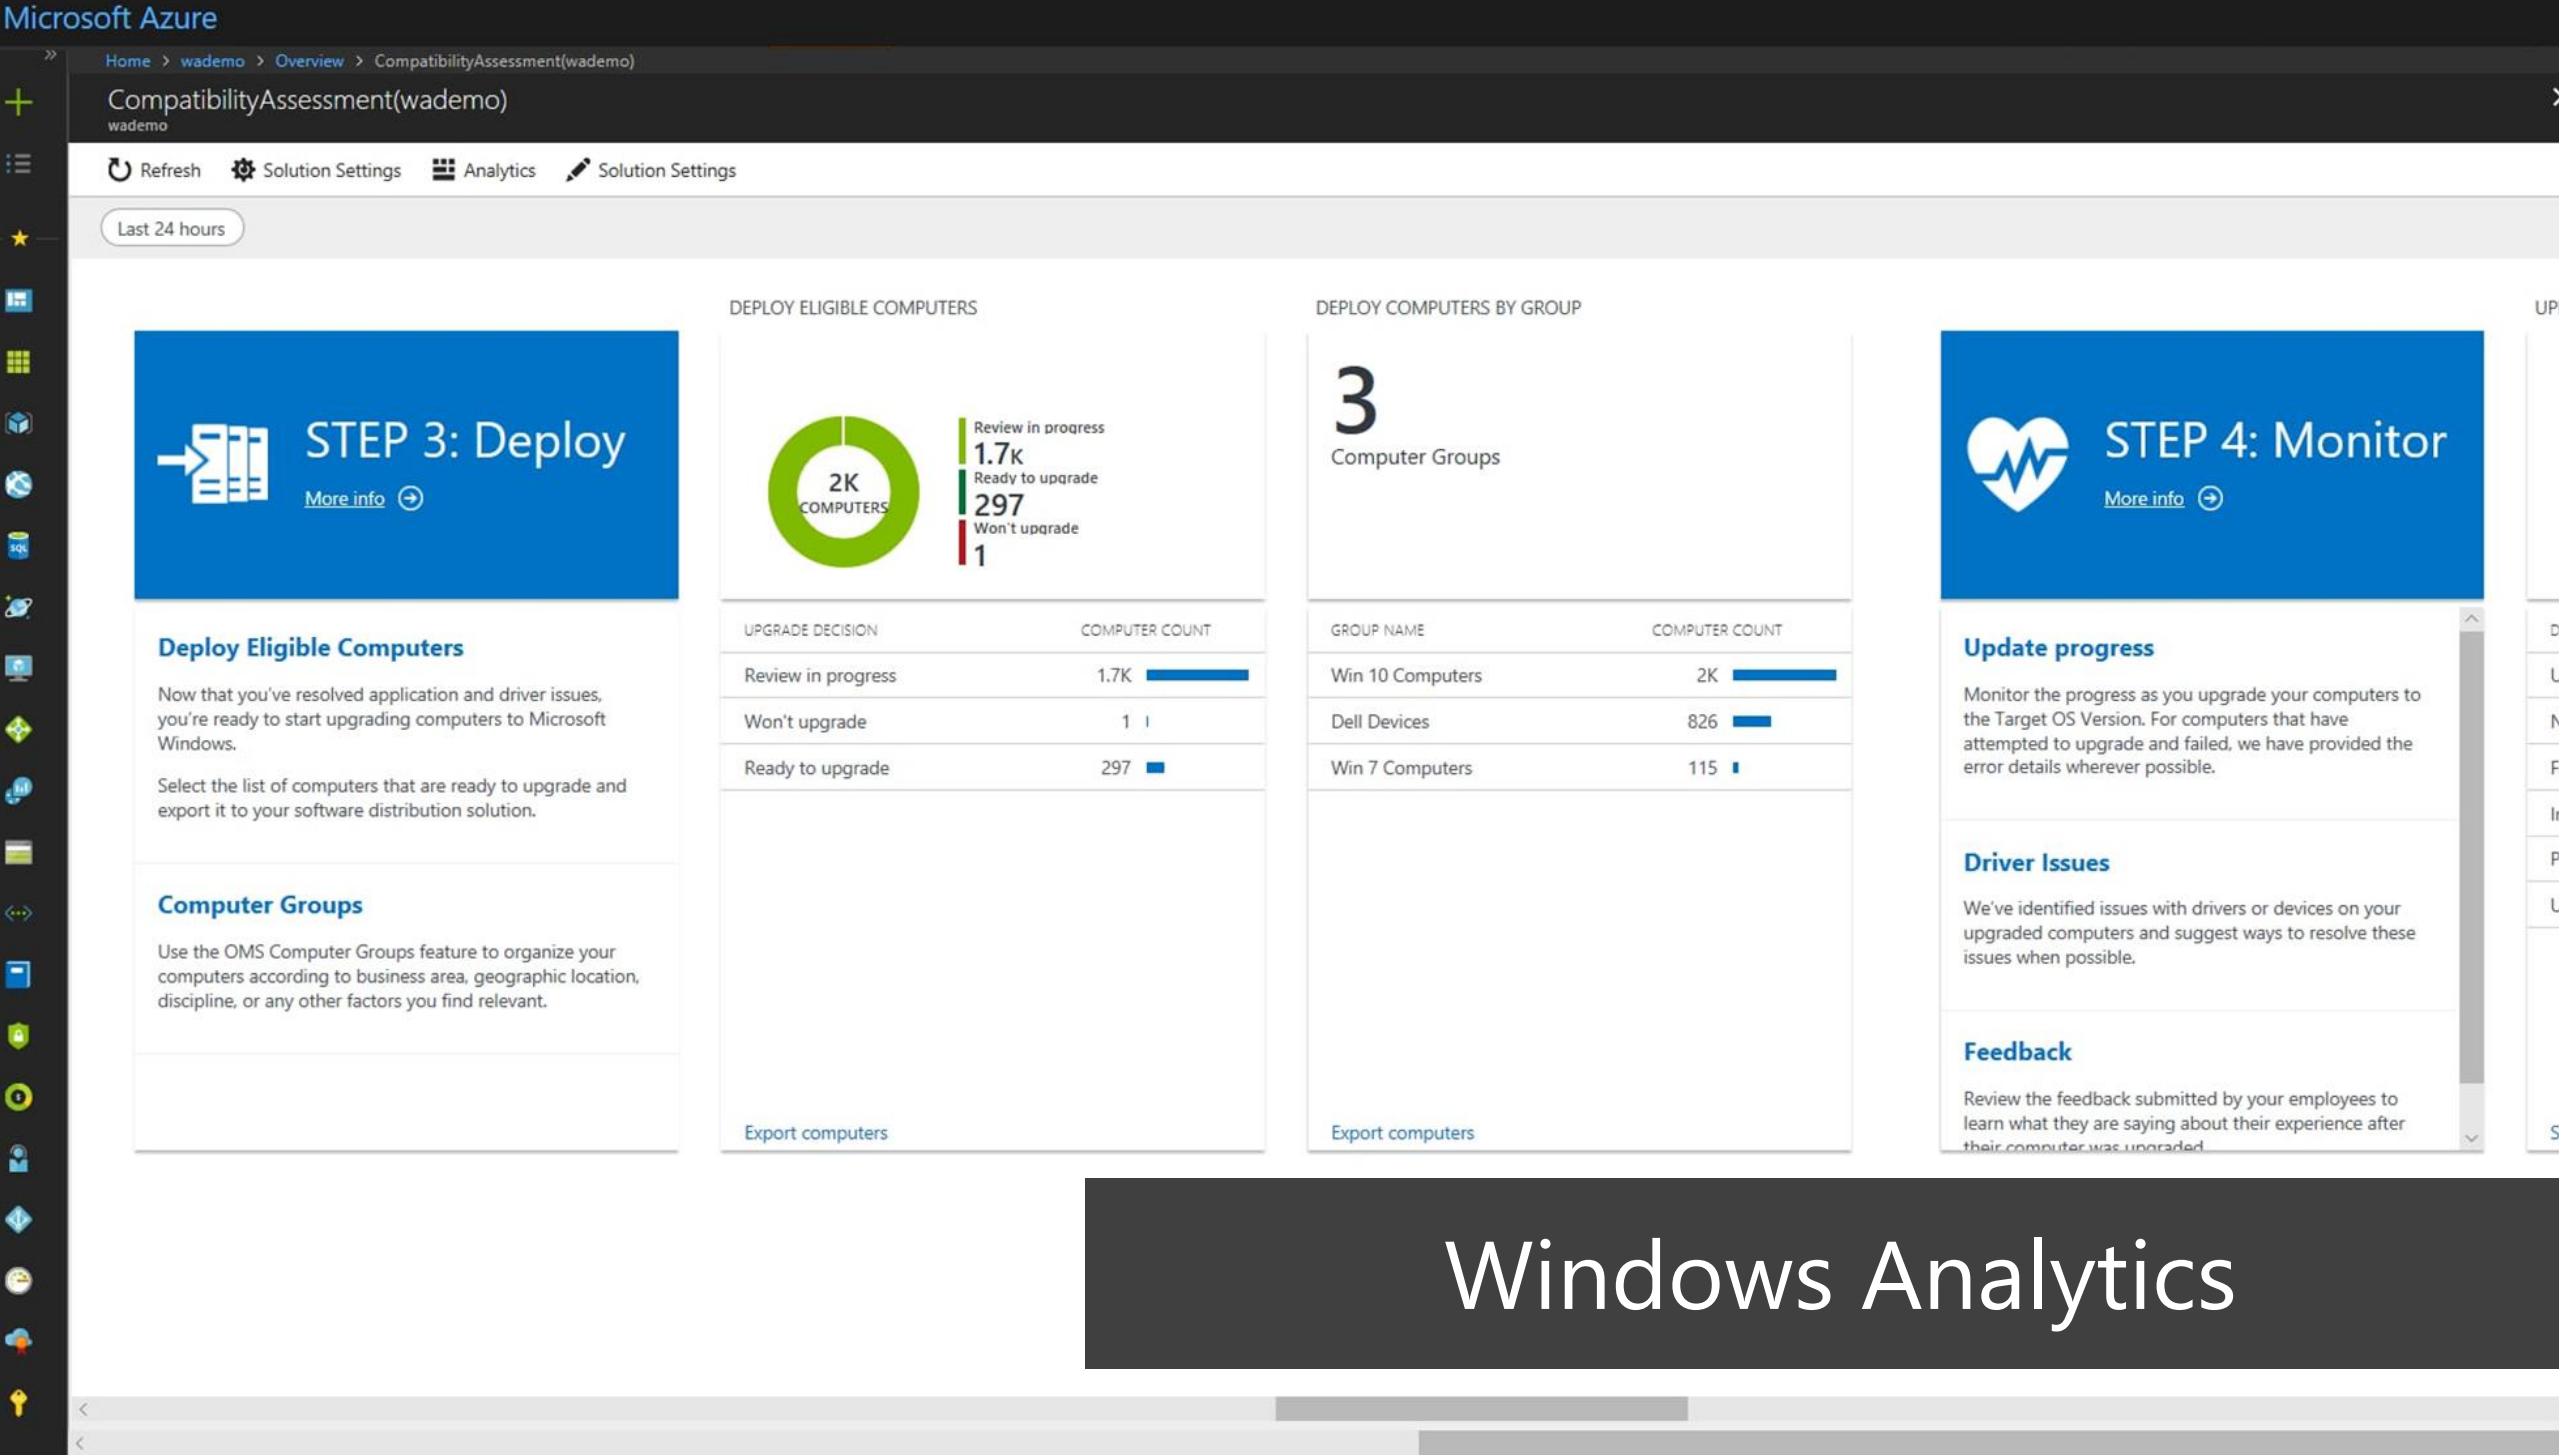 Microsoft Azure
Home > wademo > Overview > CompatibilityAssessment(wademo)
CompatibilityAssessment(wademo)
wademo
Refresh Solution Settings Analytics Solution Settings
Last 24 hours
STEP 3: Deploy
More info
Deploy Eligible Computers
Now that you've resolved application and driver issues,
you're ready to start upgrading computers to Microsoft
Windows.
Select the list of computers that are ready to upgrade and
export it to your software distribution solution.
Computer Groups
Use the OMS Computer Groups feature to organize your
computers according to business area, geographic location,
discipline, or any other factors you find relevant.
DEPLOY ELIGIBLE COMPUTERS
2K
COMPUTERS
Review in progress
1.7K
Ready to upgrade
297
Won't upgrade
1
UPGRADE DECISION COMPUTER COUNT
Review in progress 1.7K
Won't upgrade 1
Ready to upgrade 297
Export computers
DEPLOY COMPUTERS BY GROUP
3
Computer Groups
GROUP NAME COMPUTER COUNT
Win 10 Computers 2K
Dell Devices 826
Win 7 Computers 115
Export computers
STEP 4: Monitor
More info
Update progress
Monitor the progress as you upgrade your computers to
the Target OS Version. For computers that have
attempted to upgrade and failed, we have provided the
error details wherever possible.
Driver Issues
We've identified issues with drivers or devices on your
upgraded computers and suggest ways to resolve these
issues when possible.
Feedback
Review the feedback submitted by your employees to
learn what they are saying about their experience after
their computer was upgraded
Windows Analytics
SQL